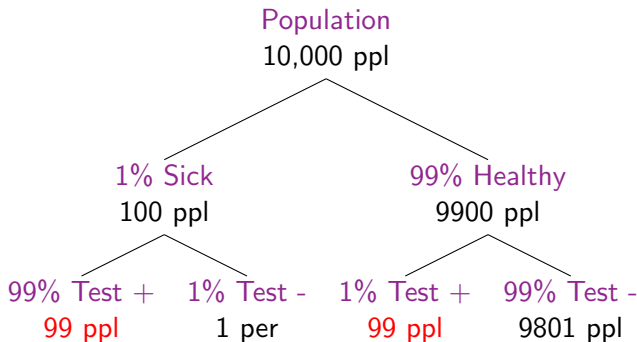 Population
10,000 ppl
1% Sick
99% Healthy
100 ppl
9900 ppl
99% Test +
1% Test -
1% Test +
99% Test -
99 ppl
1 per
99 ppl
9801 ppl